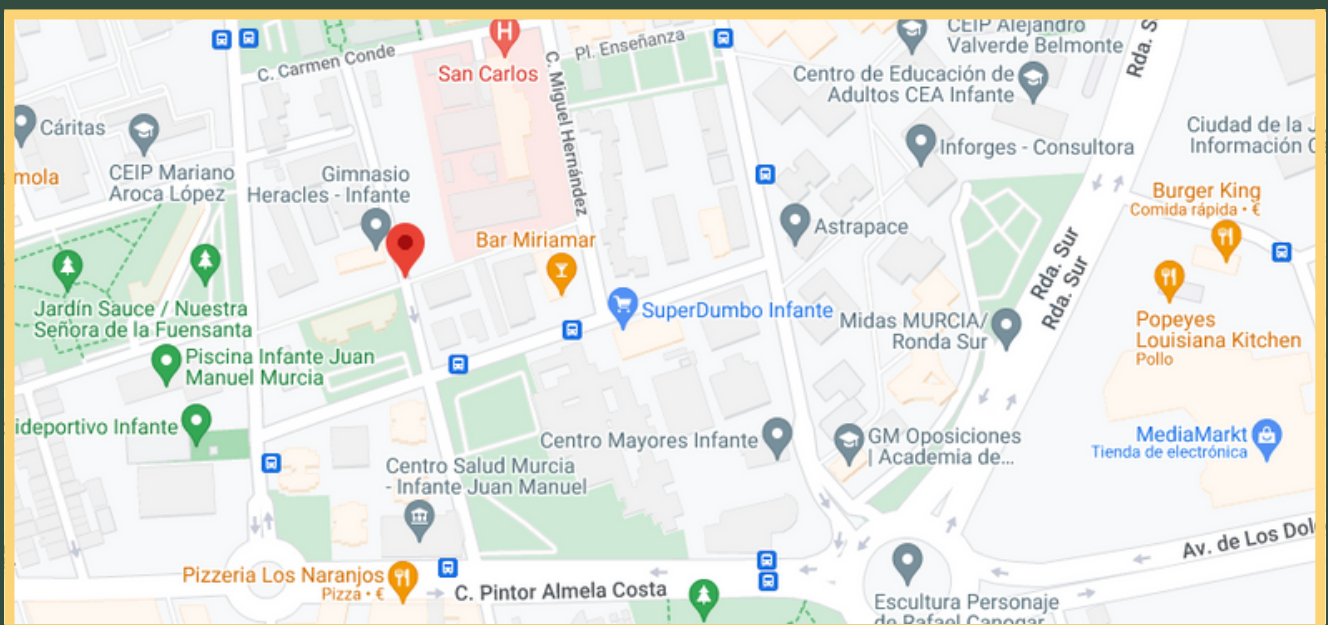 CEIP Alejandro
Valverde Belmonte
Rda. S
Pl. Enseñanza
C. Carmen Conde
San Carlos
H
C. Miguel Hernández
Centro de Educación de
Adultos CEA Infante
Cáritas
Inforges - Consultora
Ciudad de la J
Información
CEIP Mariano
Aroca López
Gimnasio
Heracles - Infante
mola
Burger King
Comida rápida • €
Astrapace
Bar Miriamar
Rda. Sur
Rda. Sur
Jardín Sauce / Nuestra
Señora de la Fuensanta
SuperDumbo Infante
Midas MURCIA/
Ronda Sur
Popeyes
Louisiana Kitchen
Pollo
Piscina Infante Juan
Manuel Murcia
ideportivo Infante
Centro Mayores Infante
GM Oposiciones
| Academia de...
MediaMarkt
Tienda de electrónica
Centro Salud Murcia
- Infante Juan Manuel
Av. de Los Dol
Pizzeria Los Naranjos
Pizza • €
C. Pintor Almela Costa
Escultura Personaje
de Rafael Canogar